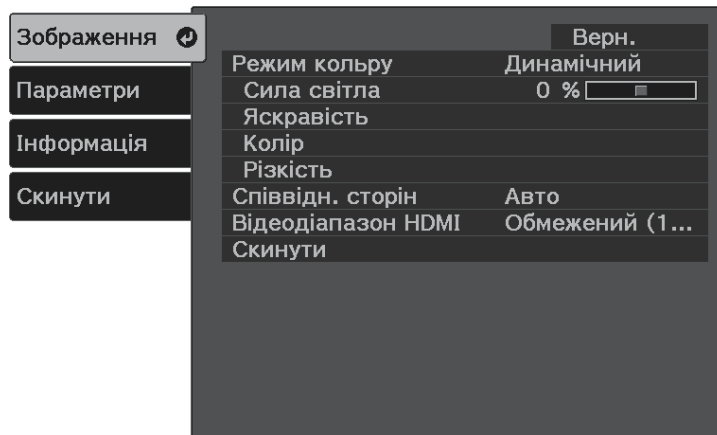 Зображення
Параметри
Інформація
Скинути
Верн.
Режим кольру Динамічний
Сила світла 0 %
Яскравість
Колір
Різкість
Співвідн. сторін Авто
Відеодіапазон HDMI Обмежений (1...
Скинути